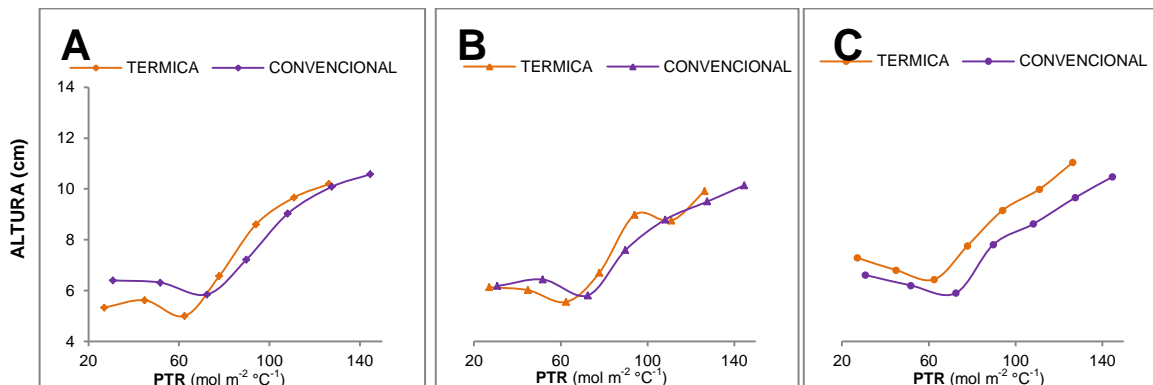 A
B
C
TERMICA CONVENCIONAL
TERMICA CONVENCIONAL
TERMICA CONVENCIONAL
ALTURA (cm)
14
12
10
8
6
4
20 60 100 140
20 60 100 140
20 60 100 140
PTR (mol m⁻² °C⁻¹)
PTR (mol m⁻² °C⁻¹)
PTR (mol m⁻² °C⁻¹)